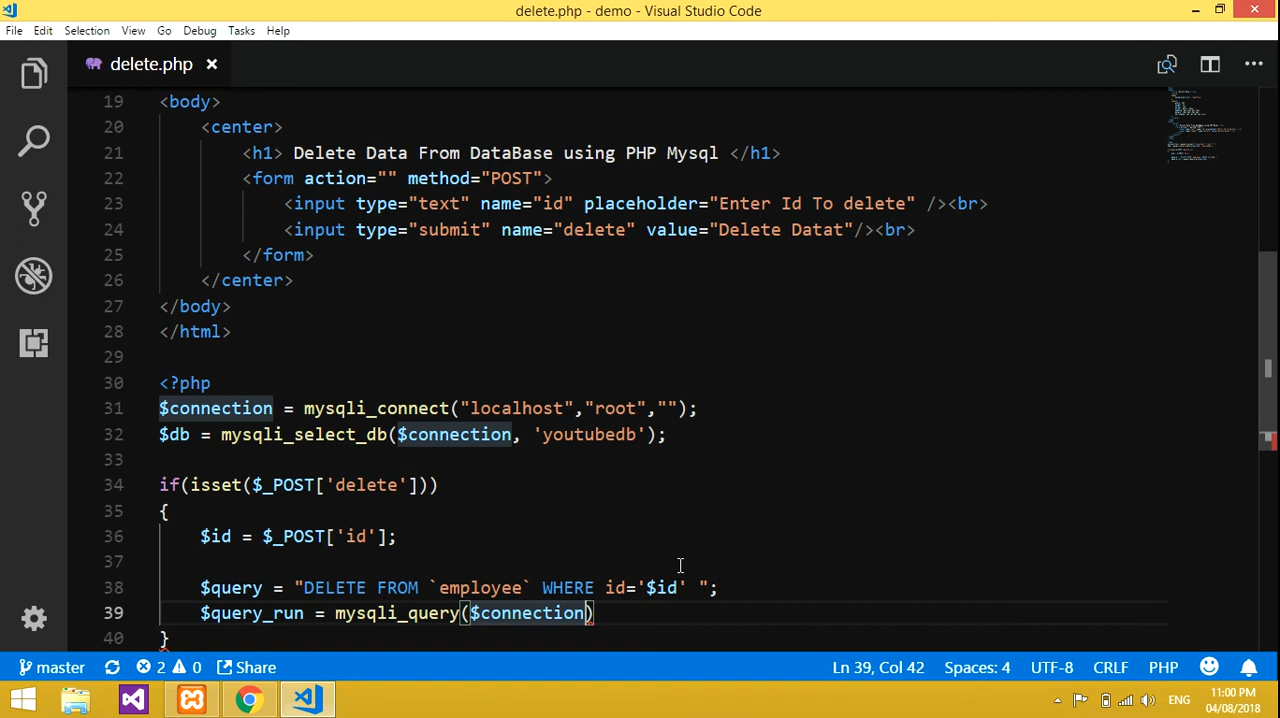 delete.php - demo - Visual Studio Code
File Edit Selection View Go Debug Tasks Help
delete.php
19 <body>
20 <center>
21 <h1> Delete Data From DataBase using PHP Mysql </h1>
22 <form action="" method="POST">
23 <input type="text" name="id" placeholder="Enter Id To delete" /><br>
24 <input type="submit" name="delete" value="Delete Datat"/><br>
25 </form>
26 </center>
27 </body>
28 </html>
29
30 <?php
31 $connection = mysqli_connect("localhost","root","");
32 $db = mysqli_select_db($connection, 'youtubedb');
33
34 if(isset($_POST['delete']))
35 {
36 $id = $_POST['id'];
37
38 $query = "DELETE FROM `employee` WHERE id='$id' ";
39 $query_run = mysqli_query($connection)
40 }
master 2 0 Share Ln 39, Col 42 Spaces: 4 UTF-8 CRLF PHP
ENG 11:00 PM
04/08/2018